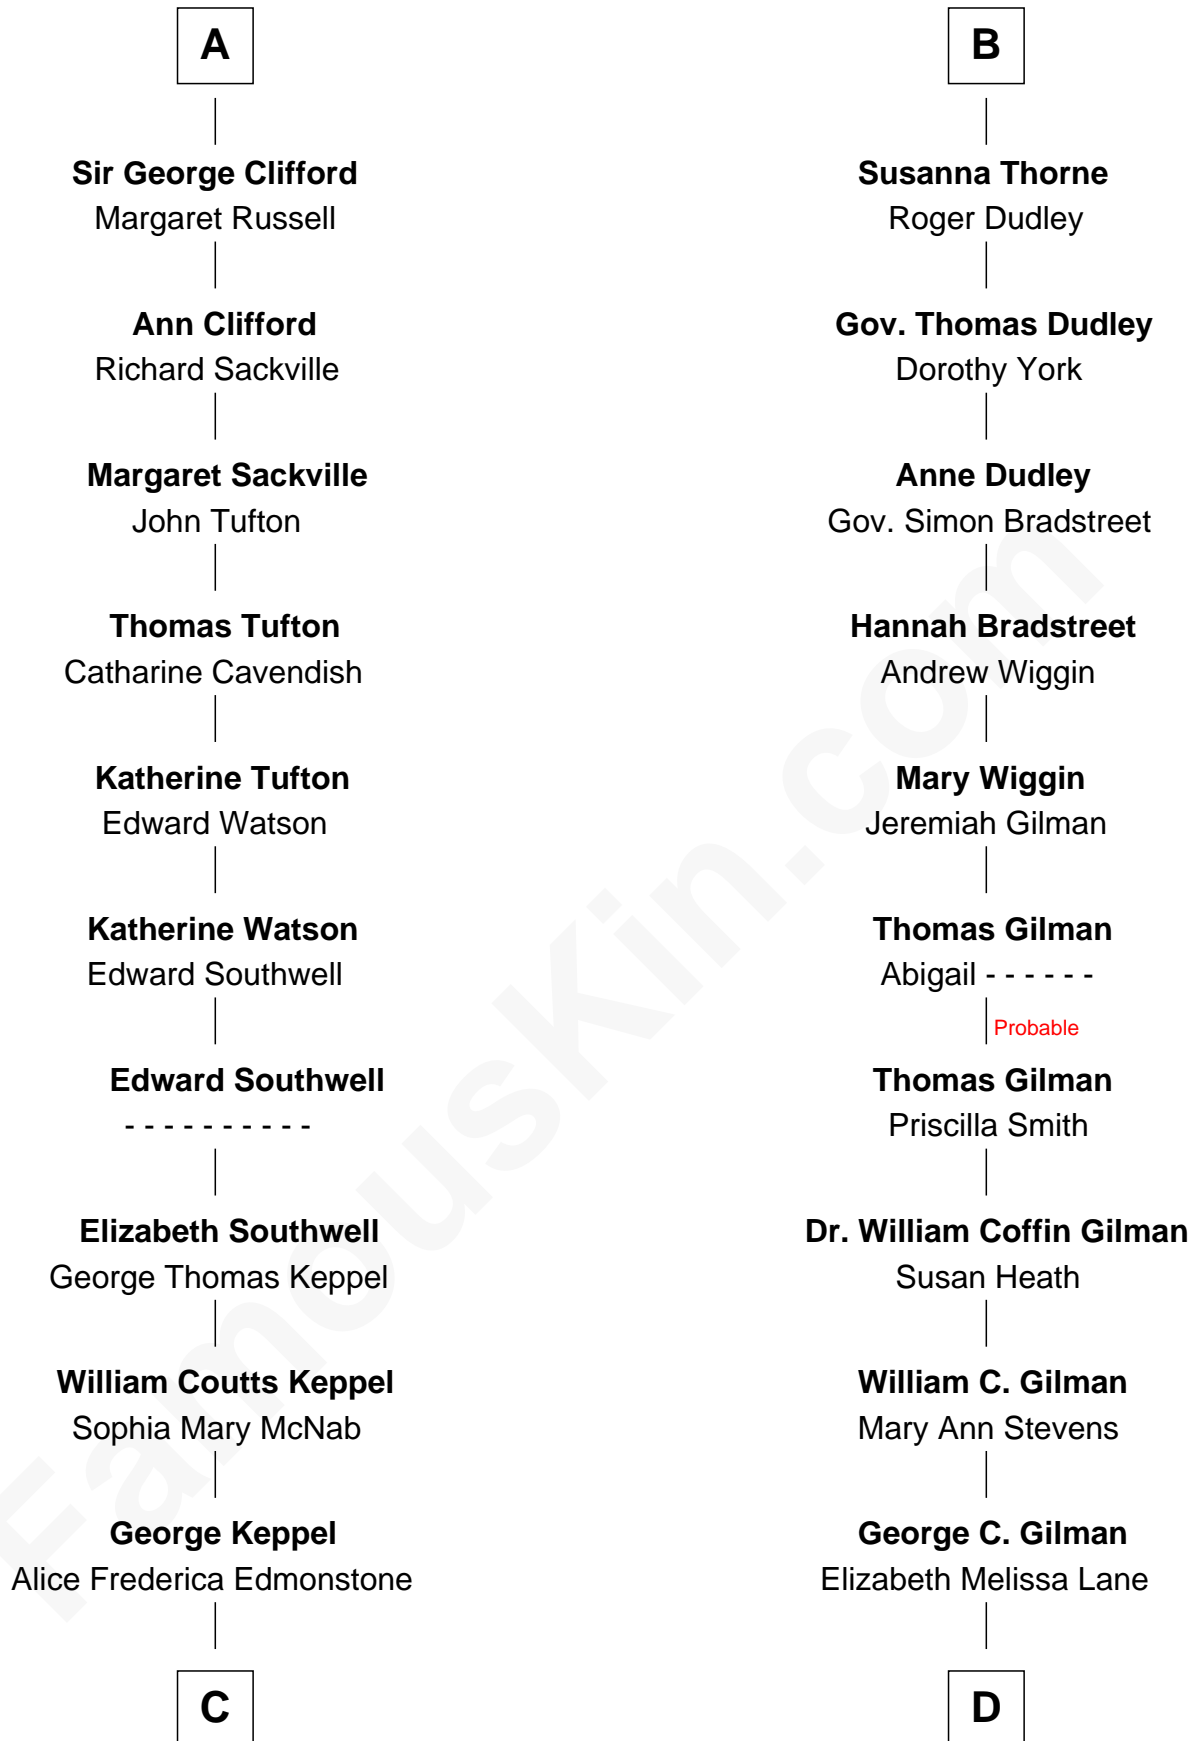 A
Sir George Clifford
Margaret Russell
Ann Clifford
Richard Sackville
Margaret Sackville
John Tufton
Thomas Tufton
Catharine Cavendish
Katherine Tufton
Edward Watson
Katherine Watson
Edward Southwell
Edward Southwell
- - - - - - - - - -
Elizabeth Southwell
George Thomas Keppel
William Coutts Keppel
Sophia Mary McNab
George Keppel
Alice Frederica Edmonstone
C
B
Susanna Thorne
Roger Dudley
Gov. Thomas Dudley
Dorothy York
Anne Dudley
Gov. Simon Bradstreet
Hannah Bradstreet
Andrew Wiggin
Mary Wiggin
Jeremiah Gilman
Thomas Gilman
Abigail - - - - - -
Probable
Thomas Gilman
Priscilla Smith
Dr. William Coffin Gilman
Susan Heath
William C. Gilman
Mary Ann Stevens
George C. Gilman
Elizabeth Melissa Lane
D
FamousKin.com